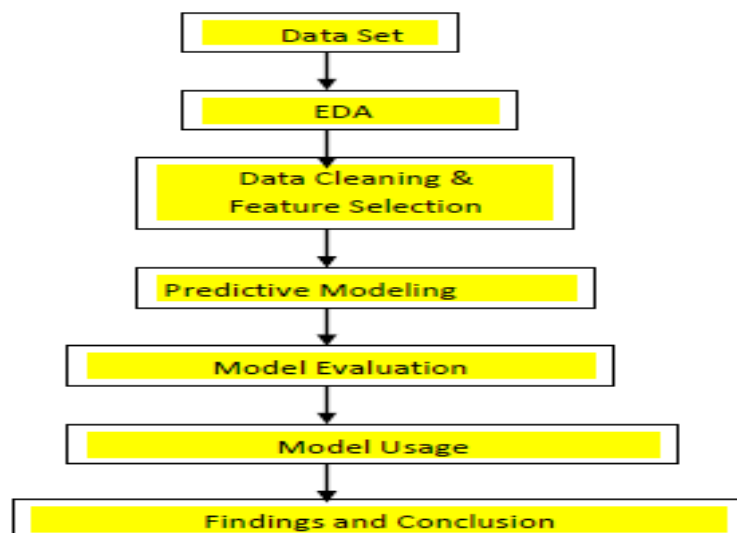 Data Set
EDA
Data Cleaning &
Feature Selection
Predictive Modeling
Model Evaluation
Model Usage
Findings and Conclusion